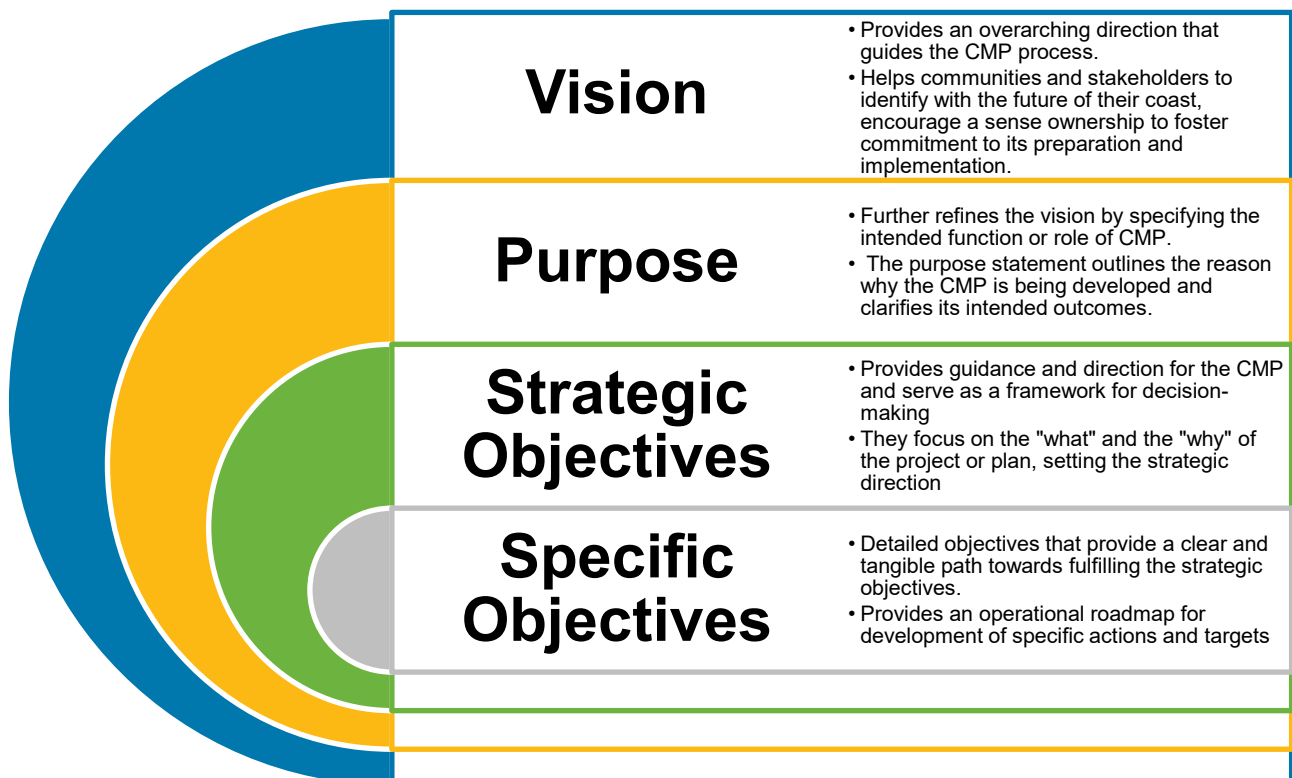 Vision
• Provides an overarching direction that
guides the CMP process.
• Helps communities and stakeholders to
identify with the future of their coast,
encourage a sense ownership to foster
commitment to its preparation and
implementation.
Purpose
• Further refines the vision by specifying the
intended function or role of CMP.
• The purpose statement outlines the reason
why the CMP is being developed and
clarifies its intended outcomes.
Strategic
Objectives
• Provides guidance and direction for the CMP
and serve as a framework for decision-
making
• They focus on the "what" and the "why" of
the project or plan, setting the strategic
direction
Specific
Objectives
• Detailed objectives that provide a clear and
tangible path towards fulfilling the strategic
objectives.
• Provides an operational roadmap for
development of specific actions and targets